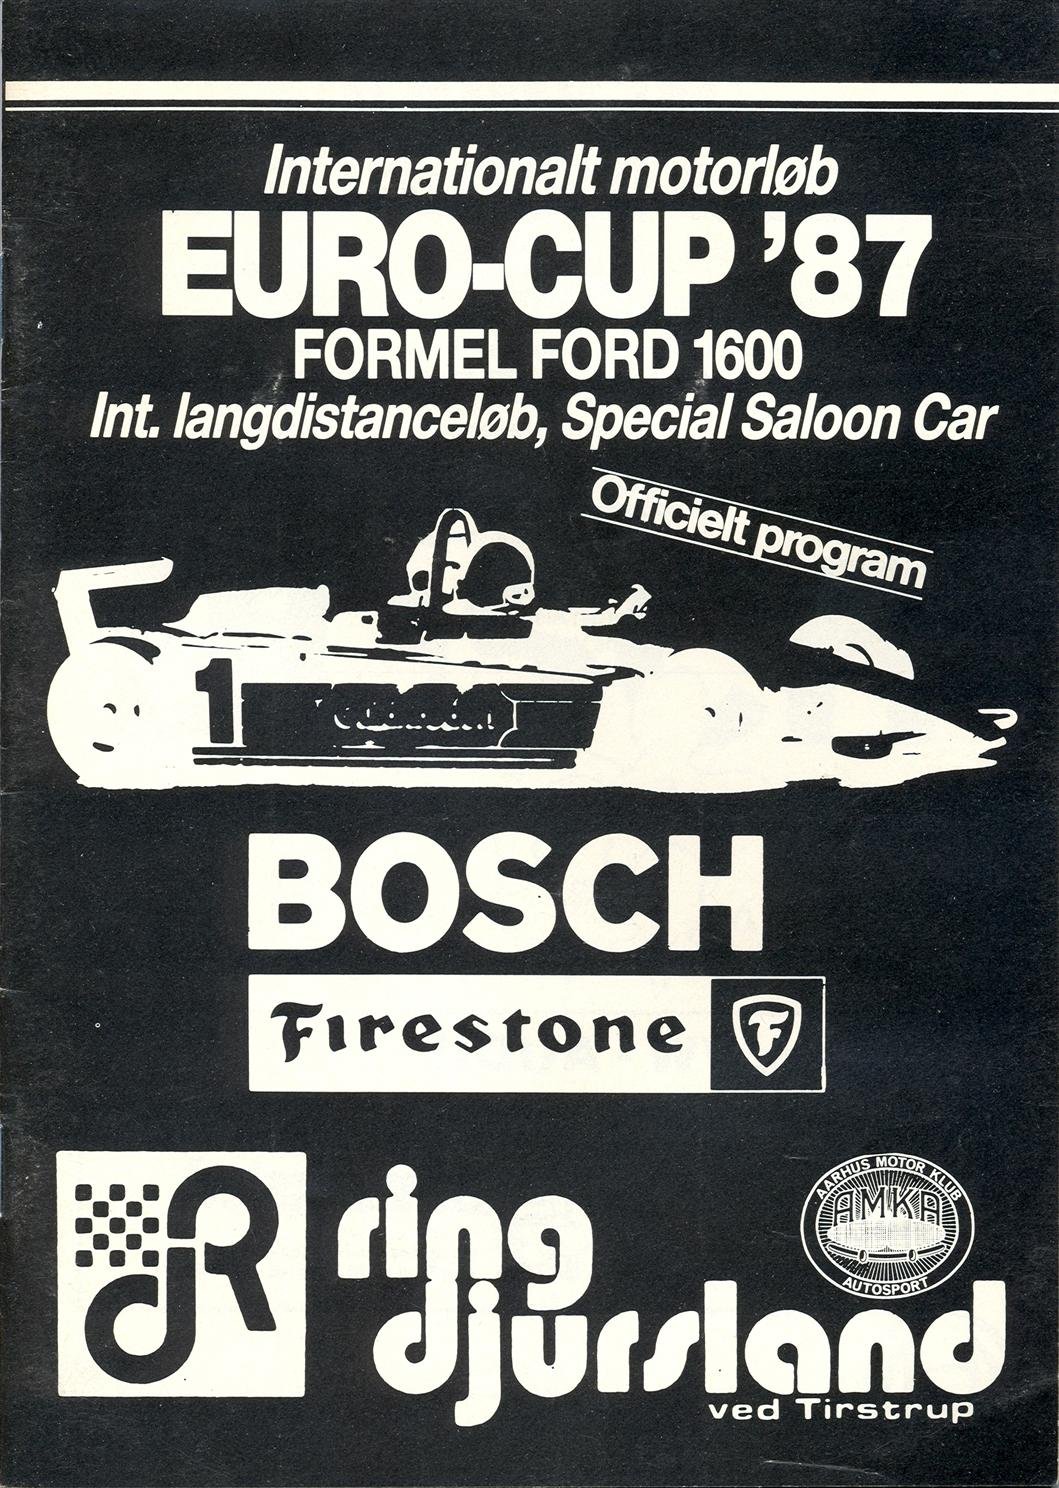 Internationalt motorløb
EURO-CUP '87
FORMEL FORD 1600
Int. langdistanceløb, Special Saloon Car
Officielt program
1
BOSCH
Firestone
F
dR
ring
djursland
ved Tirstrup
AARHUS MOTOR KLUB
AMKA
AUTOSPORT